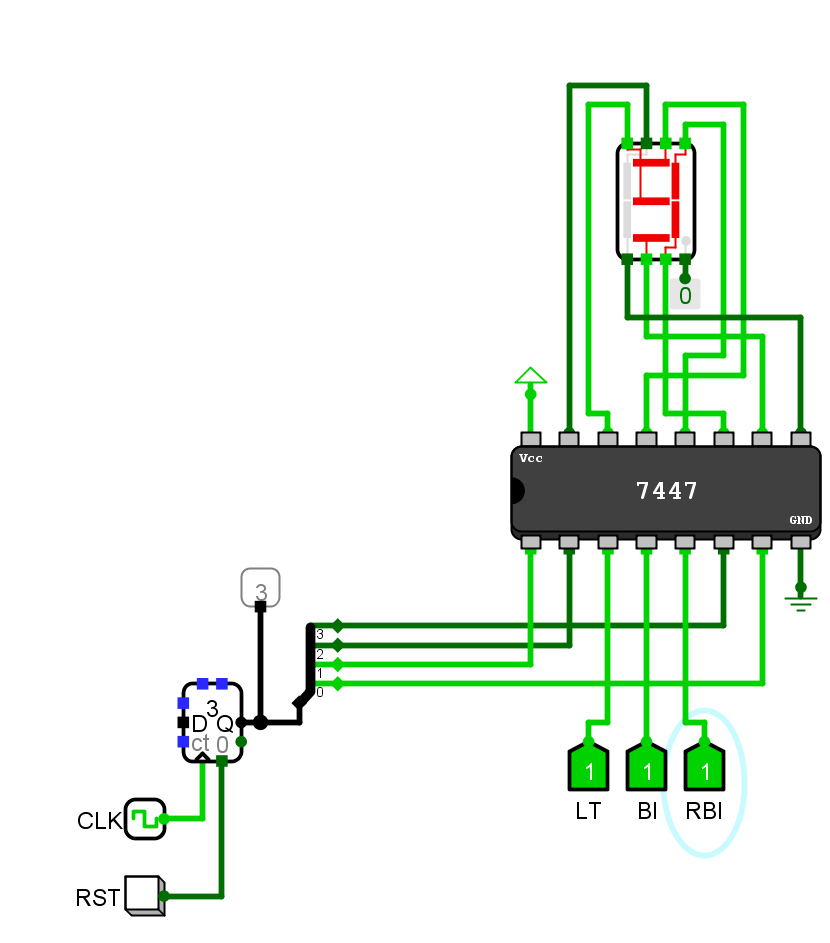 0
Vcc
7447
GND
3
3
2
1
0
3
D Q
ct 0
1 1 1
LT BI RBI
CLK
RST